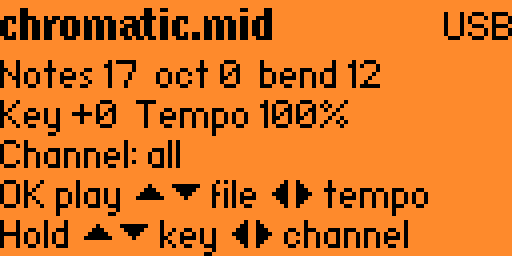 chromatic.mid USB
Notes 17 oct 0 bend 12
Key +0 Tempo 100%
Channel: all
OK play ▲▼ file ◀▶ tempo
Hold ▲▼ key ◀▶ channel